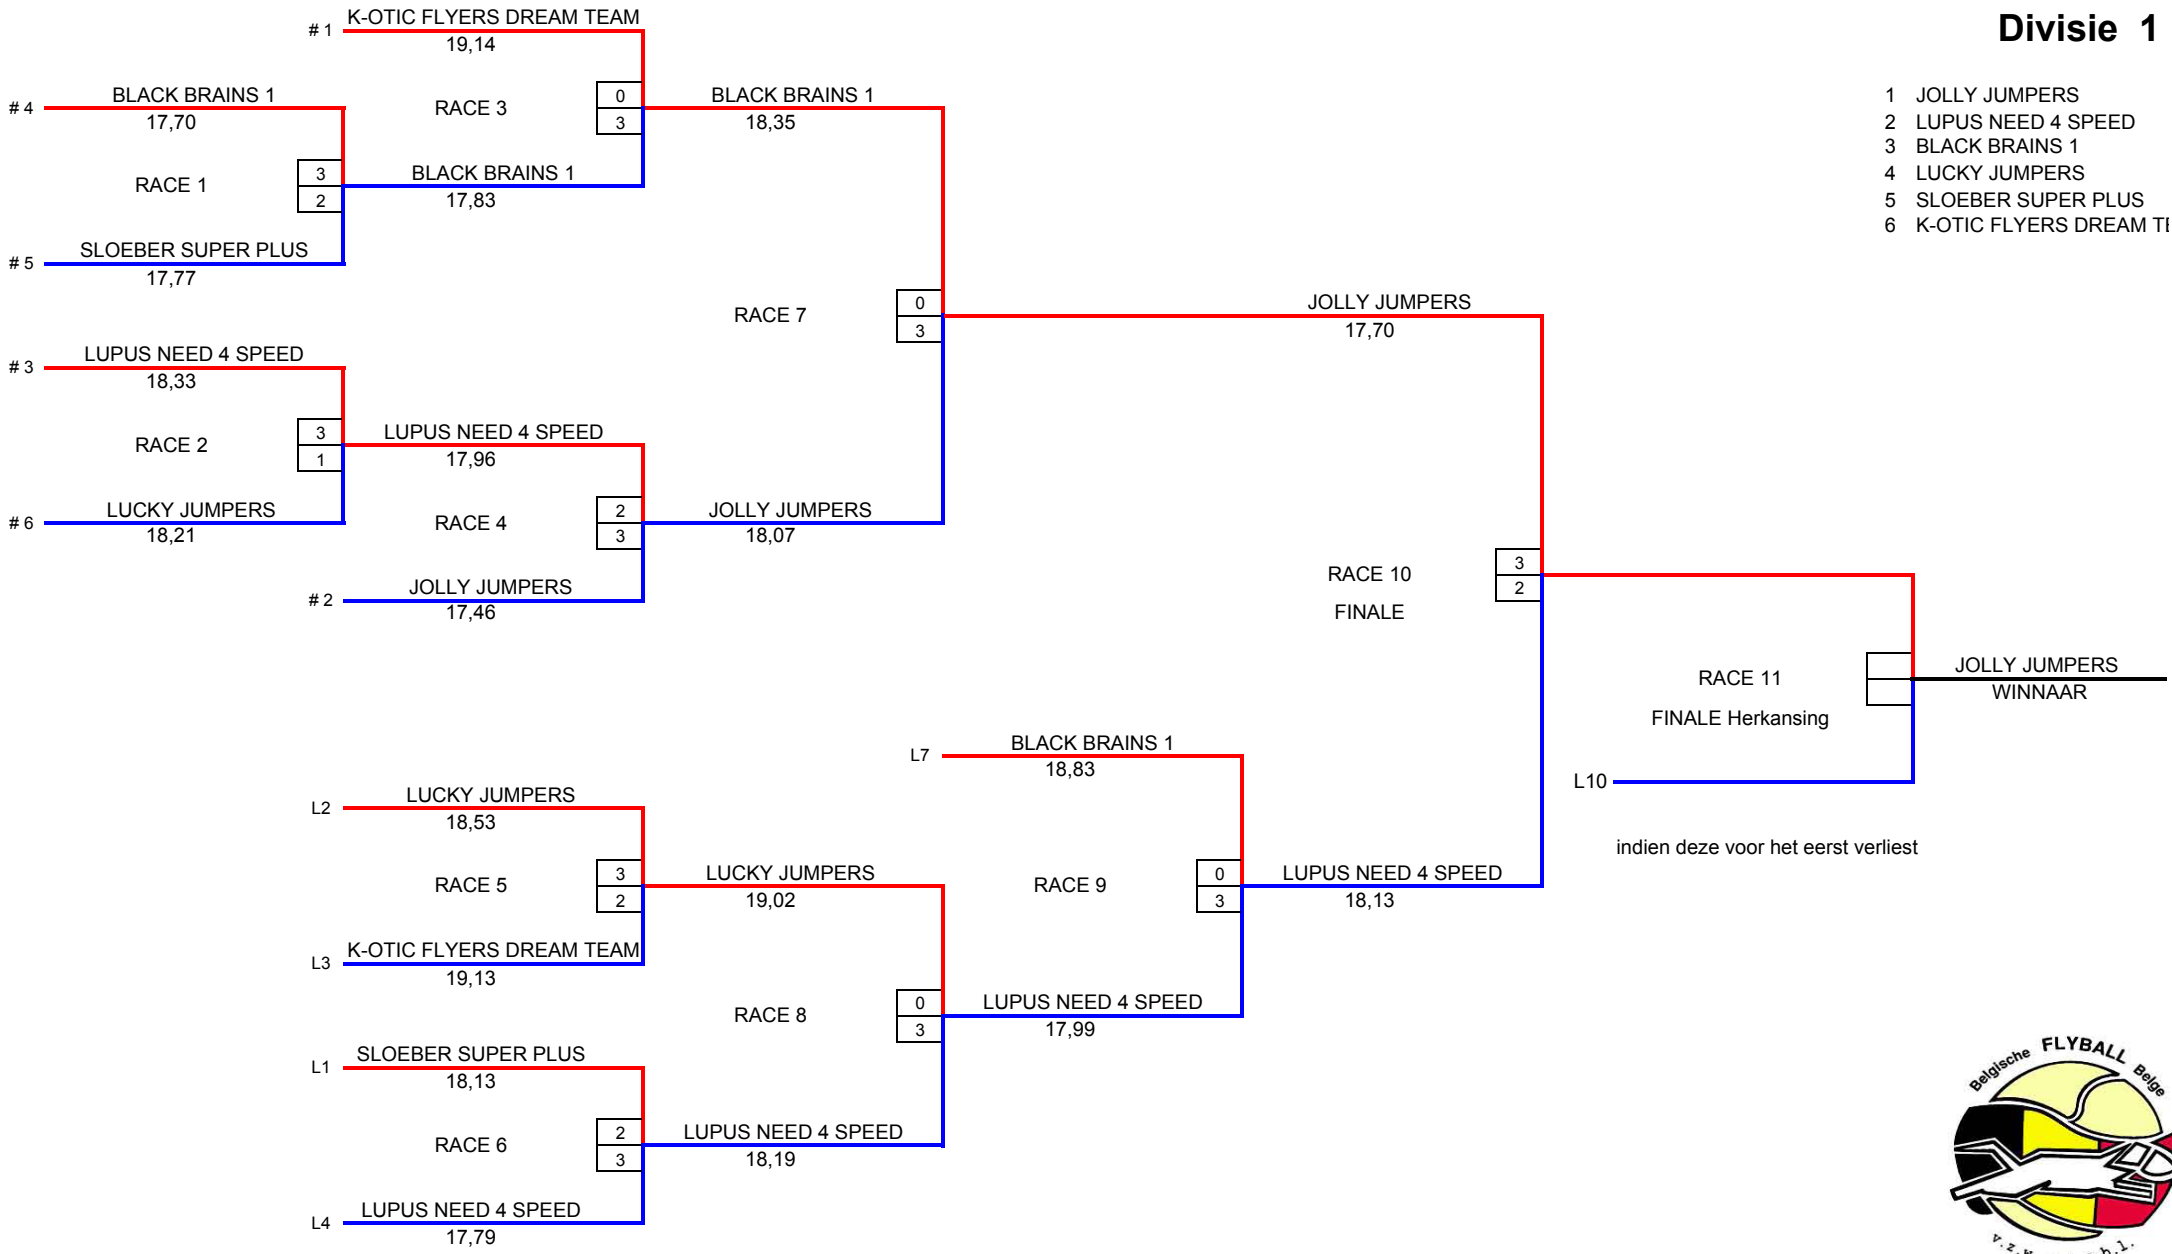 Divisie 1
1 JOLLY JUMPERS
2 LUPUS NEED 4 SPEED
3 BLACK BRAINS 1
4 LUCKY JUMPERS
5 SLOEBER SUPER PLUS
6 K-OTIC FLYERS DREAM TE
# 1 K-OTIC FLYERS DREAM TEAM
19,14
# 4 BLACK BRAINS 1
17,70
RACE 1
3
2
# 5 SLOEBER SUPER PLUS
17,77
RACE 3
0
3
BLACK BRAINS 1
17,83
BLACK BRAINS 1
18,35
# 3 LUPUS NEED 4 SPEED
18,33
RACE 2
3
1
# 6 LUCKY JUMPERS
18,21
LUPUS NEED 4 SPEED
17,96
RACE 4
2
3
# 2 JOLLY JUMPERS
17,46
JOLLY JUMPERS
18,07
RACE 7
0
3
JOLLY JUMPERS
17,70
RACE 10
FINALE
3
2
RACE 11
FINALE Herkansing
JOLLY JUMPERS
WINNAAR
L10
indien deze voor het eerst verliest
L7 BLACK BRAINS 1
18,83
RACE 9
0
3
LUPUS NEED 4 SPEED
18,13
L2 LUCKY JUMPERS
18,53
RACE 5
3
2
L3 K-OTIC FLYERS DREAM TEAM
19,13
LUCKY JUMPERS
19,02
RACE 8
0
3
LUPUS NEED 4 SPEED
17,99
L1 SLOEBER SUPER PLUS
18,13
RACE 6
2
3
L4 LUPUS NEED 4 SPEED
17,79
LUPUS NEED 4 SPEED
18,19
Belgische FLYBALL Belge